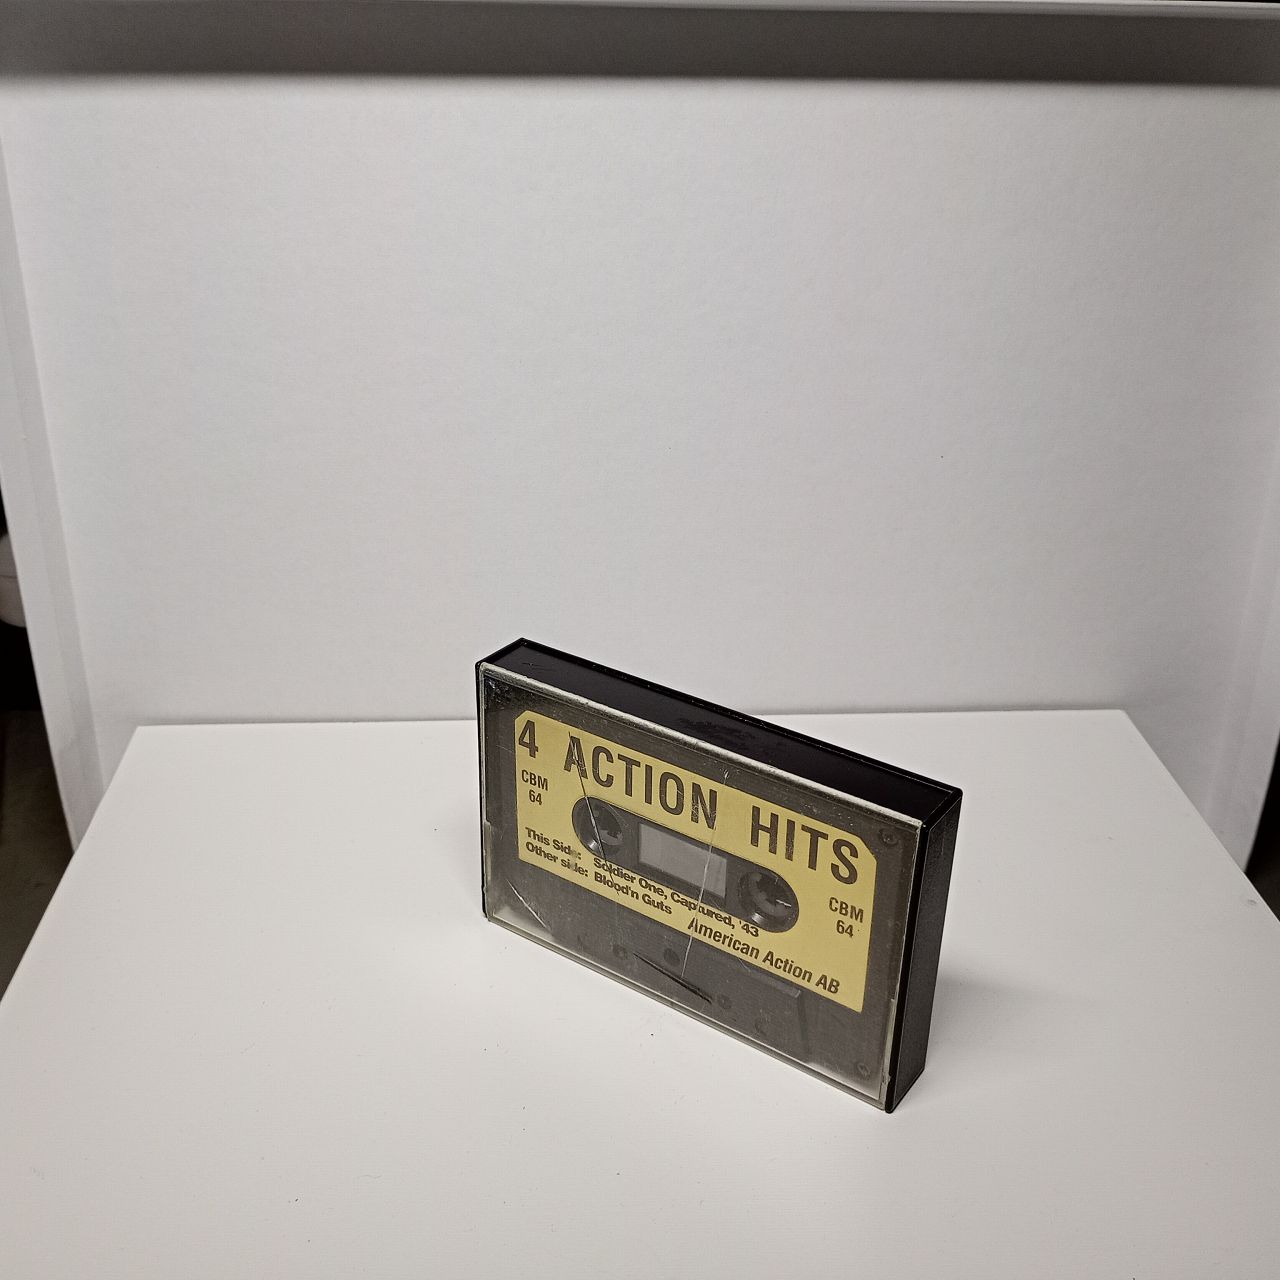 4 ACTION HITS
CBM
64
This Side: Soldier One, Captured, '43
Other side: Blood'n Guts
CBM
64
American Action AB